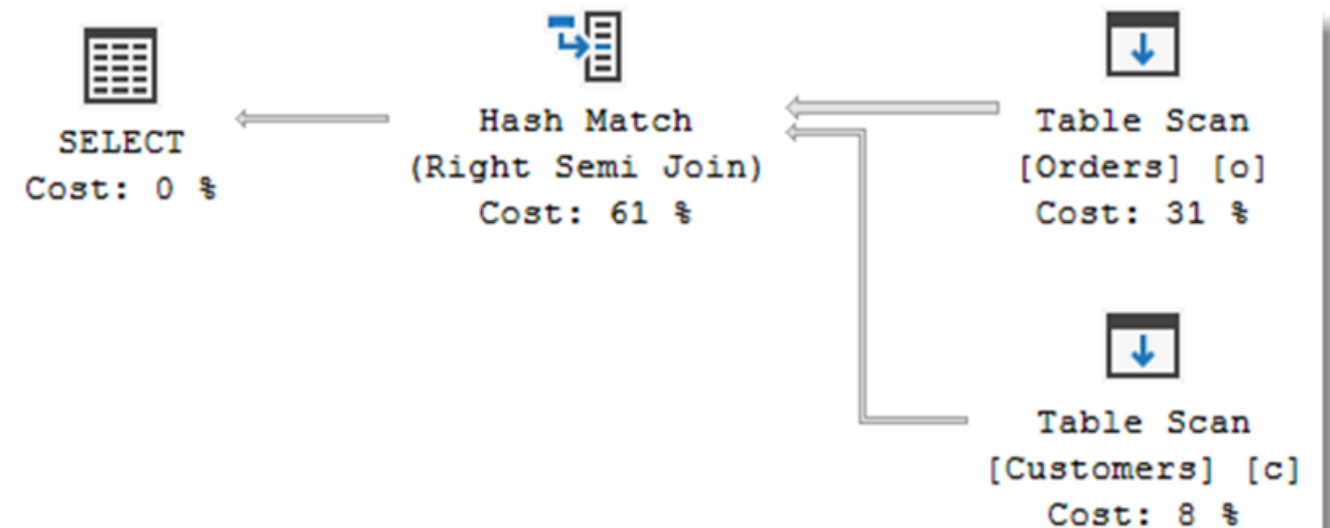 SELECT
Cost: 0 %
Hash Match
(Right Semi Join)
Cost: 61 %
Table Scan
[Orders] [o]
Cost: 31 %
Table Scan
[Customers] [c]
Cost: 8 %